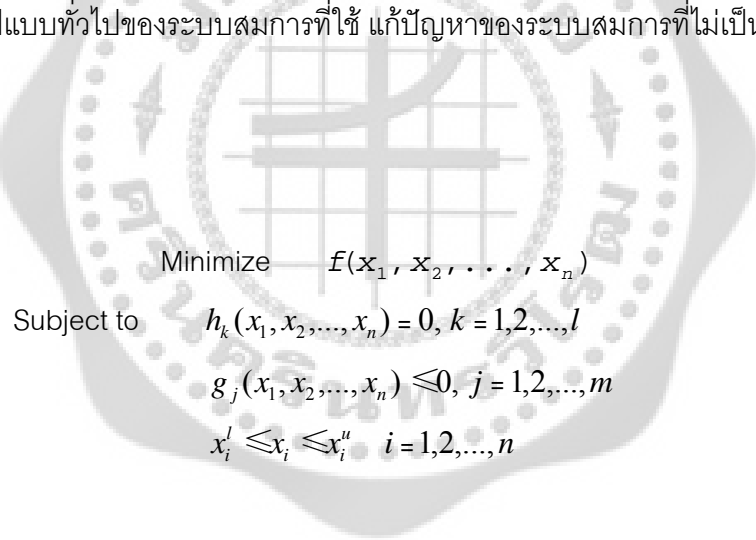 ปแบบทั่วไปของระบบสมการที่ใช้ แก้ปัญหาของระบบสมการที่ไม่เป็น
Minimize f(x₁, x₂, . . . , xₙ)
Subject to hₖ(x₁, x₂,..., xₙ) = 0, k = 1,2,..., l
gⱼ(x₁, x₂,..., xₙ) ≤ 0, j = 1,2,..., m
xᵢˡ ≤ xᵢ ≤ xᵢᵘ i = 1,2,..., n